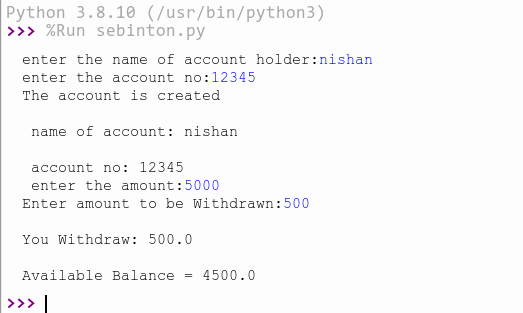 Python 3.8.10 (/usr/bin/python3)
>>> %Run sebinton.py
enter the name of account holder:nishan
enter the account no:12345
The account is created
name of account: nishan
account no: 12345
enter the amount:5000
Enter amount to be Withdrawn:500
You Withdraw: 500.0
Available Balance = 4500.0
>>>